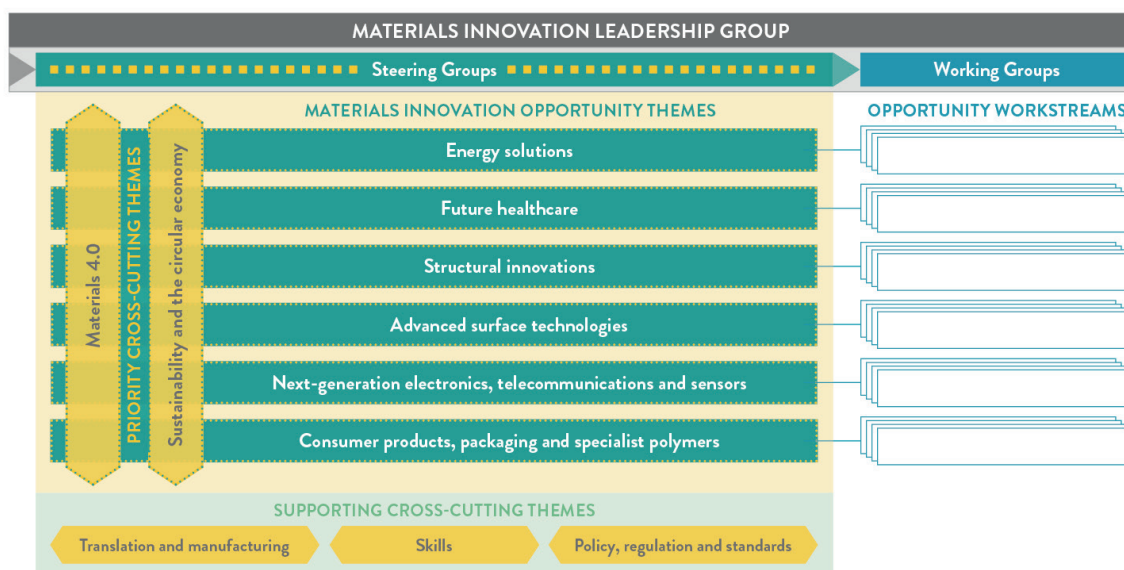 MATERIALS INNOVATION LEADERSHIP GROUP
Steering Groups
Working Groups
MATERIALS INNOVATION OPPORTUNITY THEMES
OPPORTUNITY WORKSTREAMS
Materials 4.0
PRIORITY CROSS-CUTTING THEMES
Sustainability and the circular economy
Energy solutions
Future healthcare
Structural innovations
Advanced surface technologies
Next-generation electronics, telecommunications and sensors
Consumer products, packaging and specialist polymers
SUPPORTING CROSS-CUTTING THEMES
Translation and manufacturing
Skills
Policy, regulation and standards